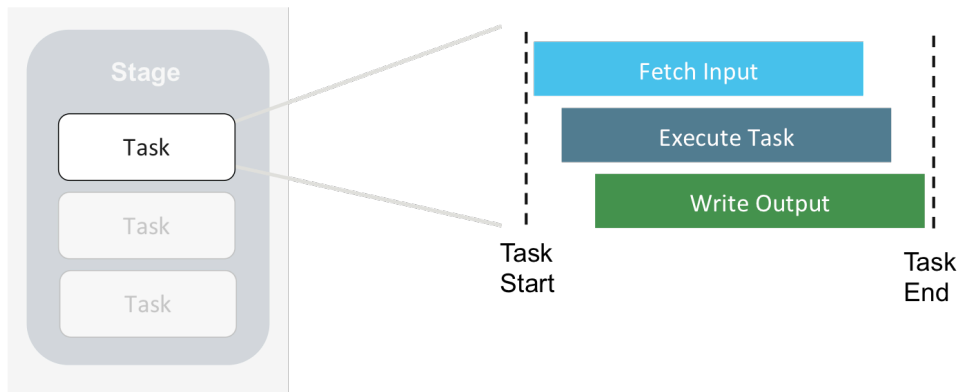 Stage
Task
Task
Task
Fetch Input
Execute Task
Write Output
Task
Start
Task
End